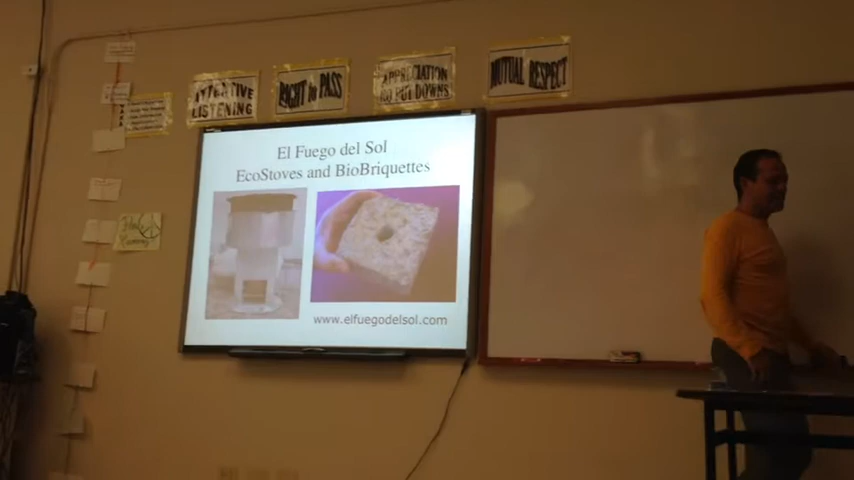 ATTENTIVE
LISTENING
RIGHT to PASS
APPRECIATION
NO PUT DOWNS
MUTUAL RESPECT
El Fuego del Sol
EcoStoves and BioBriquettes
www.elfuegodelsol.com